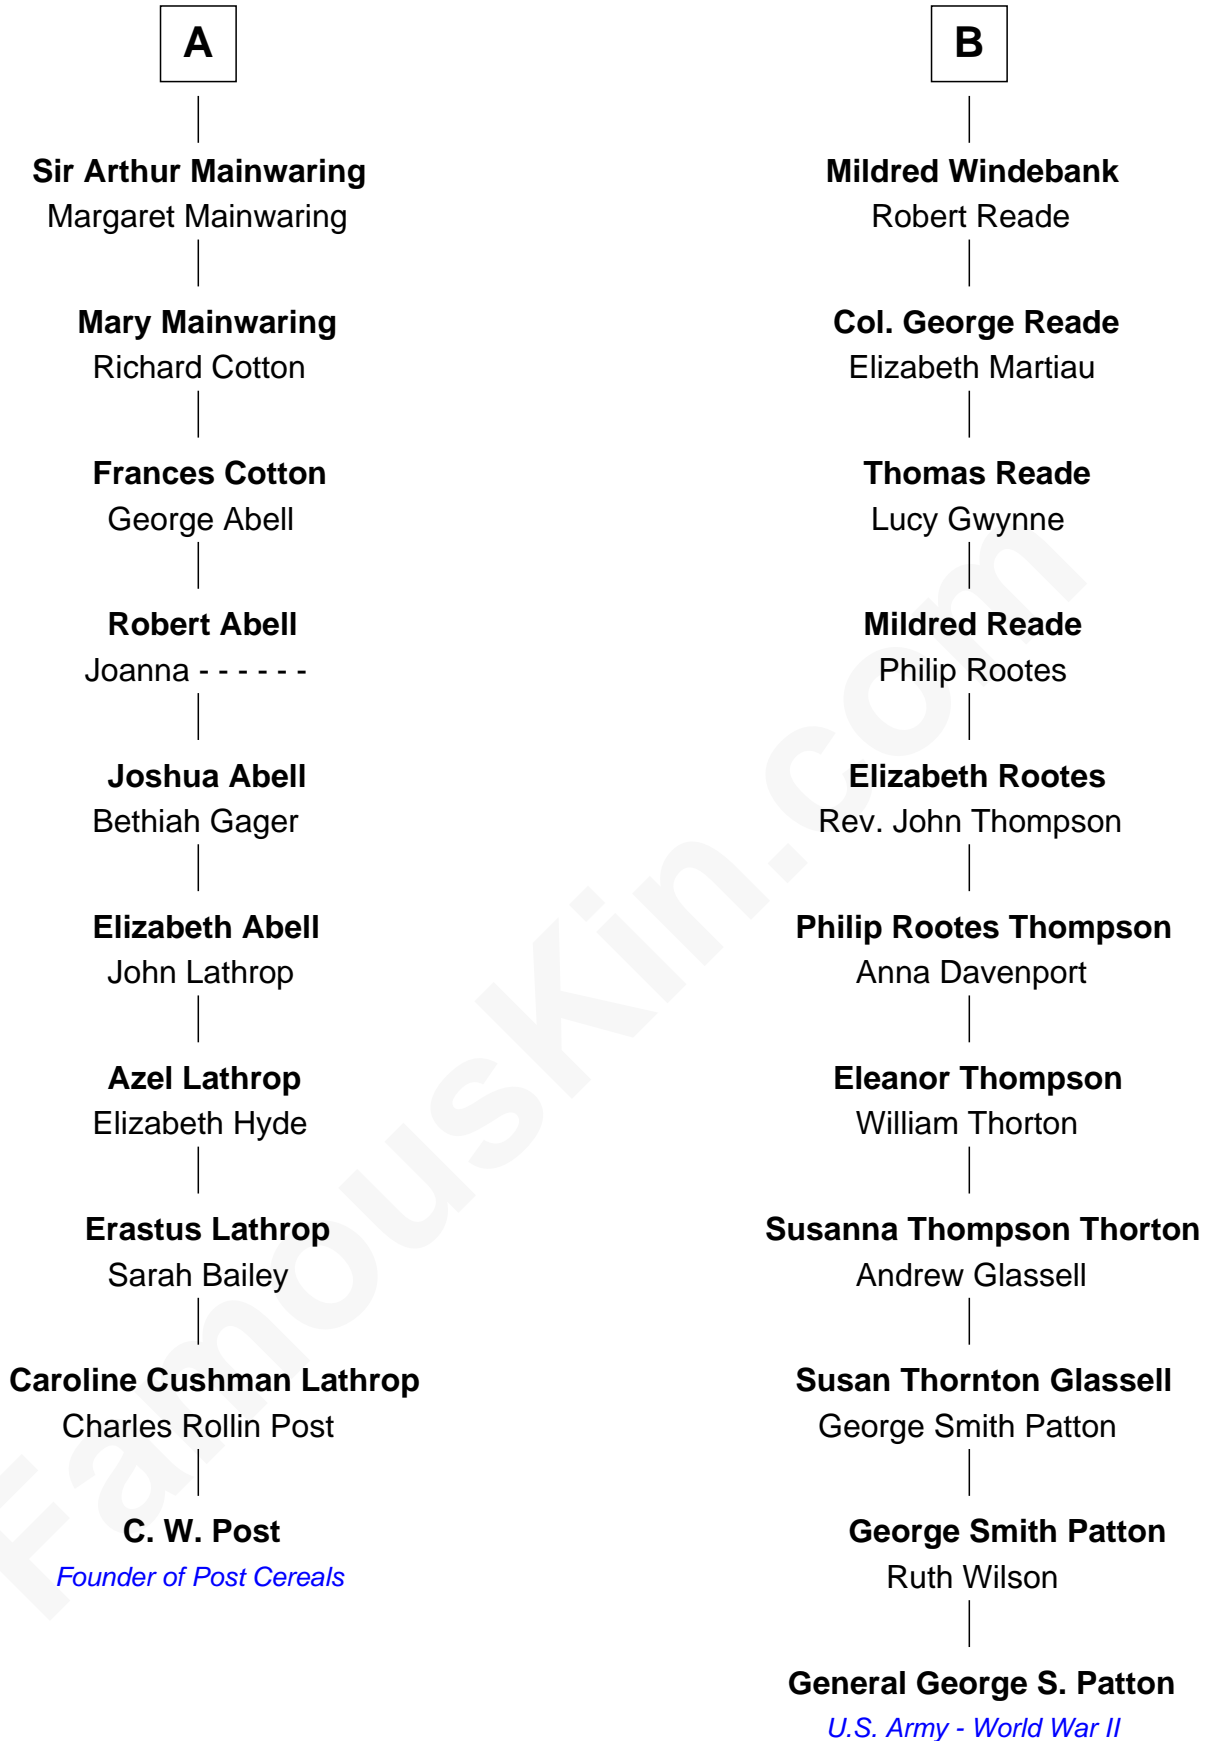 A
Sir Arthur Mainwaring
Margaret Mainwaring
Mary Mainwaring
Richard Cotton
Frances Cotton
George Abell
Robert Abell
Joanna - - - - - -
Joshua Abell
Bethiah Gager
Elizabeth Abell
John Lathrop
Azel Lathrop
Elizabeth Hyde
Erastus Lathrop
Sarah Bailey
Caroline Cushman Lathrop
Charles Rollin Post
C. W. Post
Founder of Post Cereals
B
Mildred Windebank
Robert Reade
Col. George Reade
Elizabeth Martiau
Thomas Reade
Lucy Gwynne
Mildred Reade
Philip Rootes
Elizabeth Rootes
Rev. John Thompson
Philip Rootes Thompson
Anna Davenport
Eleanor Thompson
William Thorton
Susanna Thompson Thorton
Andrew Glassell
Susan Thornton Glassell
George Smith Patton
George Smith Patton
Ruth Wilson
General George S. Patton
U.S. Army - World War II
FamousKin.com